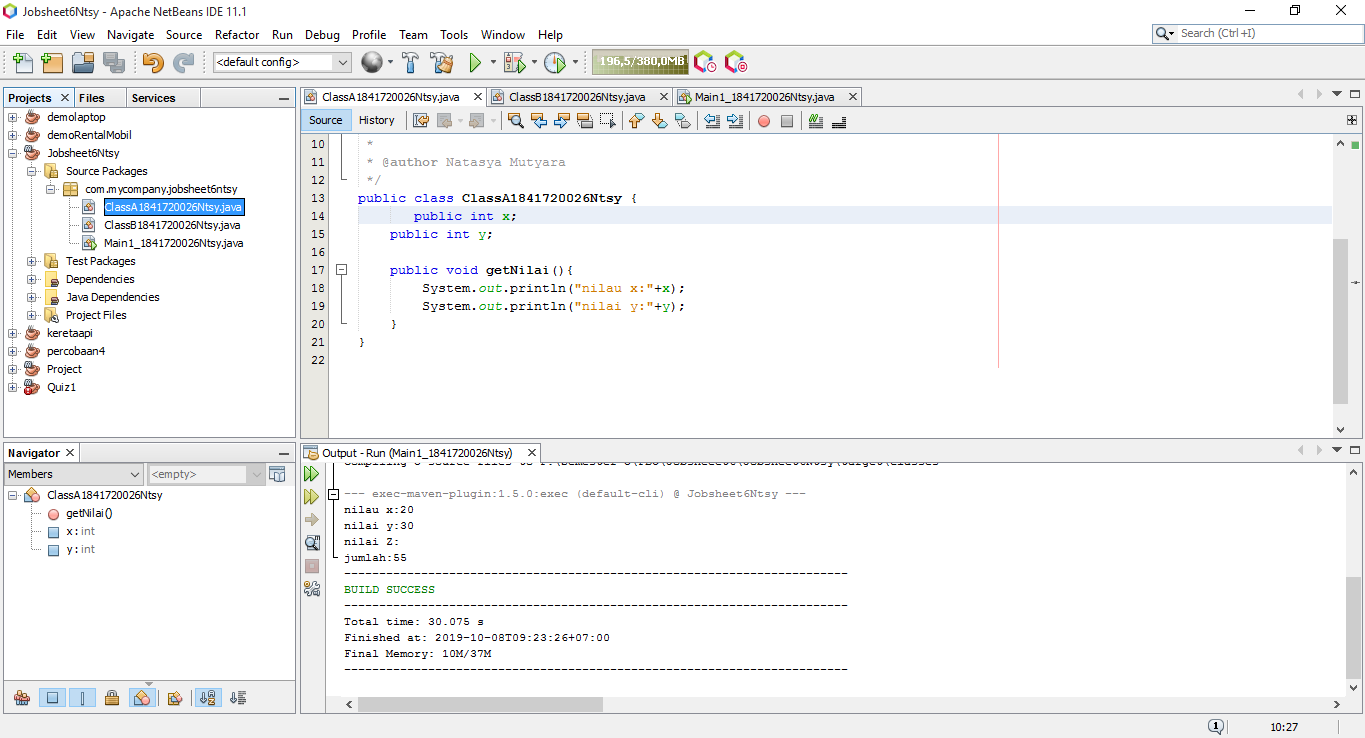 Jobsheet6Ntsy - Apache NetBeans IDE 11.1
File Edit View Navigate Source Refactor Run Debug Profile Team Tools Window Help
Search (Ctrl+I)
<default config>
196,5/380,0MB
Projects Files Services
demolaptop
demoRentalMobil
Jobsheet6Ntsy
Source Packages
com.mycompany.jobsheet6ntsy
ClassA1841720026Ntsy.java
ClassB1841720026Ntsy.java
Main1_1841720026Ntsy.java
Test Packages
Dependencies
Java Dependencies
Project Files
keretaapi
percobaan4
Project
Quiz1
ClassA1841720026Ntsy.java ClassB1841720026Ntsy.java Main1_1841720026Ntsy.java
Source History
10 *
11 * @author Natasya Mutyara
12 */
13 public class ClassA1841720026Ntsy {
14 public int x;
15 public int y;
16
17 public void getNilai(){
18 System.out.println("nilau x:"+x);
19 System.out.println("nilai y:"+y);
20 }
21 }
22
Navigator
Members <empty>
ClassA1841720026Ntsy
getNilai()
x : int
y : int
Output - Run (Main1_1841720026Ntsy)
--- exec-maven-plugin:1.5.0:exec (default-cli) @ Jobsheet6Ntsy ---
nilau x:20
nilai y:30
nilai Z:
jumlah:55
------------------------------------------------------------------------
BUILD SUCCESS
------------------------------------------------------------------------
Total time: 30.075 s
Finished at: 2019-10-08T09:23:26+07:00
Final Memory: 10M/37M
------------------------------------------------------------------------
1
10:27